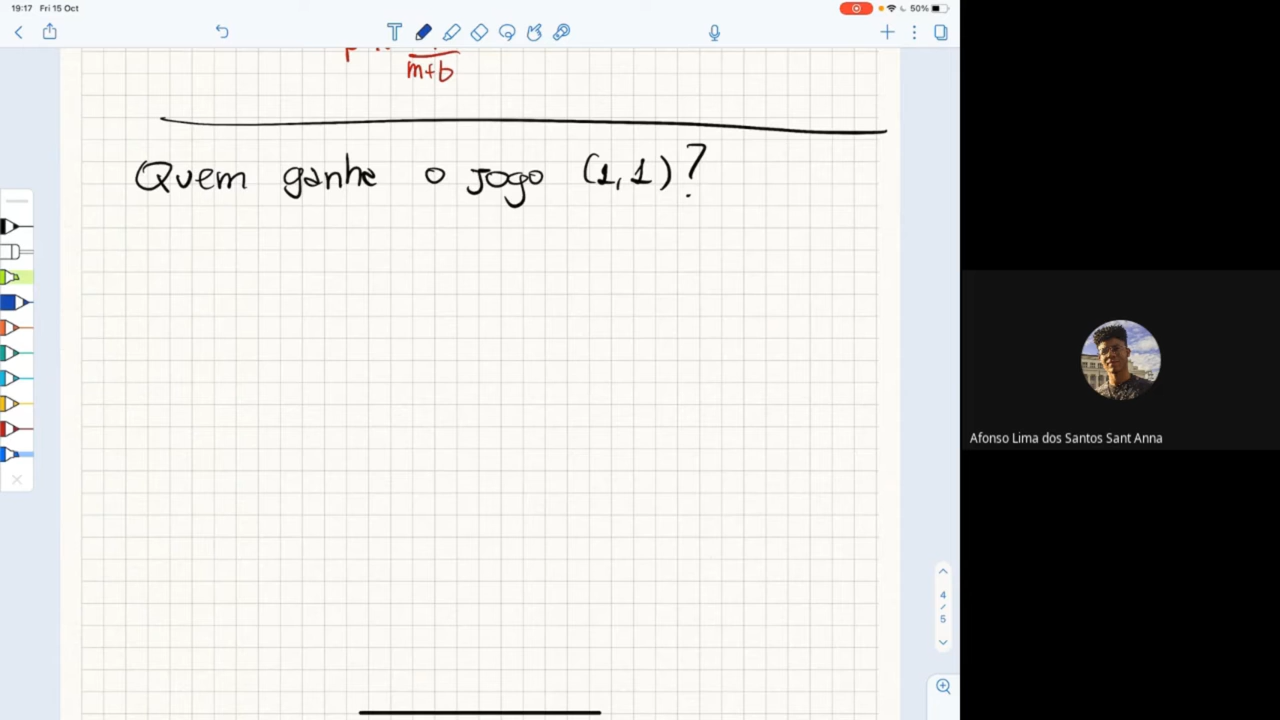 19:17 Fri 15 Oct
50%
m+b
Quem ganhe o jogo (1,1)?
4
/
5
Afonso Lima dos Santos Sant Anna